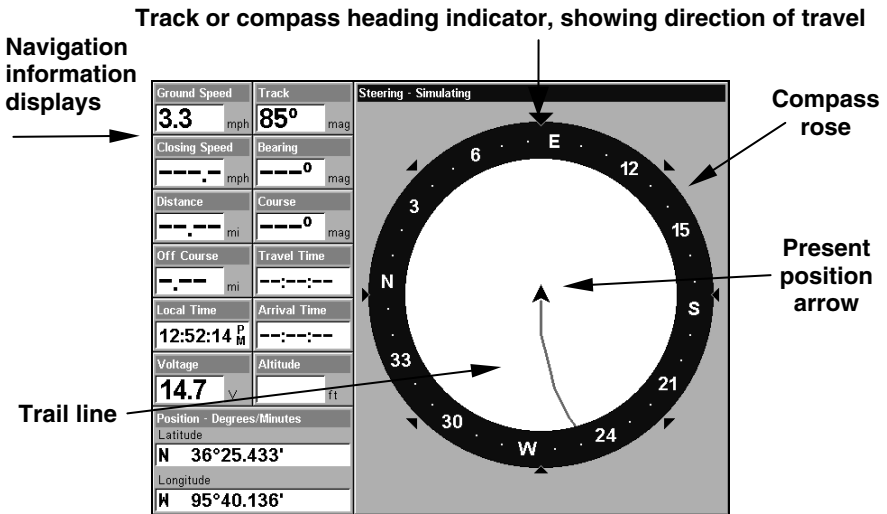 Track or compass heading indicator, showing direction of travel
Navigation
information
displays
Ground Speed
3.3 mph
Track
85° mag
Closing Speed
---.- mph
Bearing
---° mag
Distance
--.-- mi
Course
---° mag
Off Course
-.-- mi
Travel Time
--:--:--
Local Time
12:52:14 PM
Arrival Time
--:--:--
Voltage
14.7 V
Altitude
ft
Position - Degrees/Minutes
Latitude
N 36°25.433'
Longitude
W 95°40.136'
Steering - Simulating
E
12
15
S
21
24
W
30
33
N
3
6
Compass
rose
Present
position
arrow
Trail line